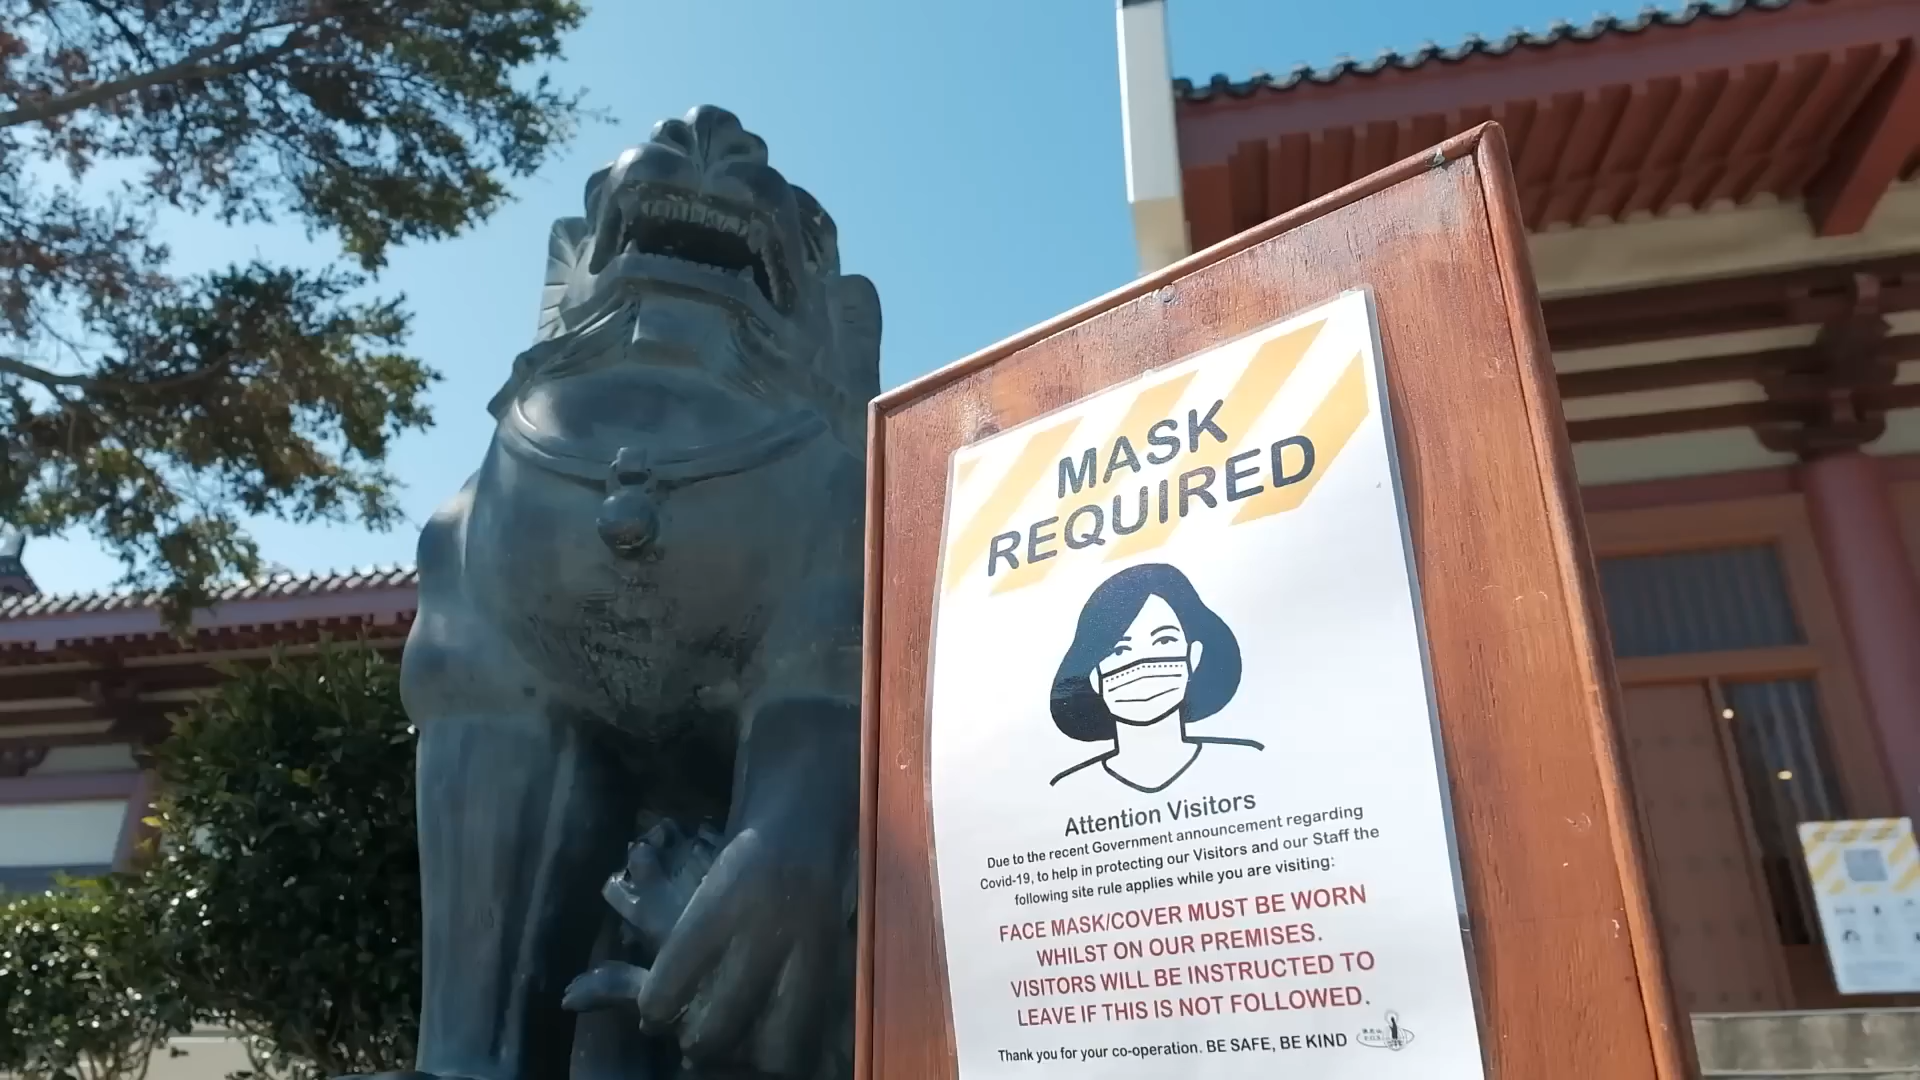 MASK
REQUIRED
Attention Visitors
Due to the recent Government announcement regarding
Covid-19, to help in protecting our Visitors and our Staff the
following site rule applies while you are visiting:
FACE MASK/COVER MUST BE WORN
WHILST ON OUR PREMISES.
VISITORS WILL BE INSTRUCTED TO
LEAVE IF THIS IS NOT FOLLOWED.
Thank you for your co-operation. BE SAFE, BE KIND